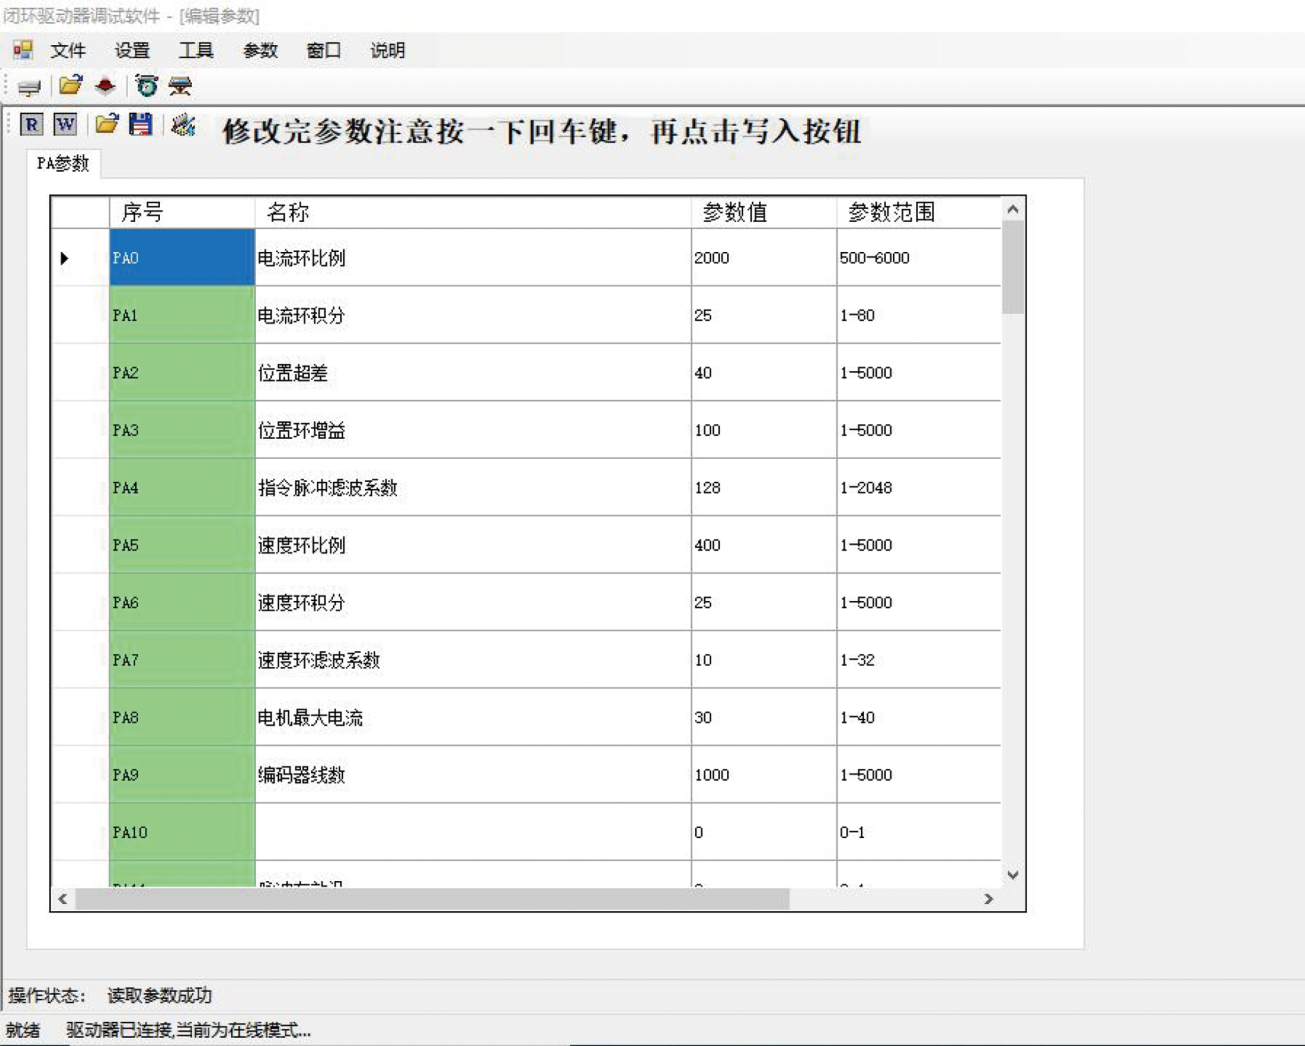 闭环驱动器调试软件 - [编辑参数]
文件 设置 工具 参数 窗口 说明
R W 修改完参数注意按一下回车键，再点击写入按钮
PA参数
序号 名称 参数值 参数范围
PA0 电流环比例 2000 500-6000
PA1 电流环积分 25 1-80
PA2 位置超差 40 1-5000
PA3 位置环增益 100 1-5000
PA4 指令脉冲滤波系数 128 1-2048
PA5 速度环比例 400 1-5000
PA6 速度环积分 25 1-5000
PA7 速度环滤波系数 10 1-32
PA8 电机最大电流 30 1-40
PA9 编码器线数 1000 1-5000
PA10 0 0-1
操作状态： 读取参数成功
就绪 驱动器已连接,当前为在线模式...